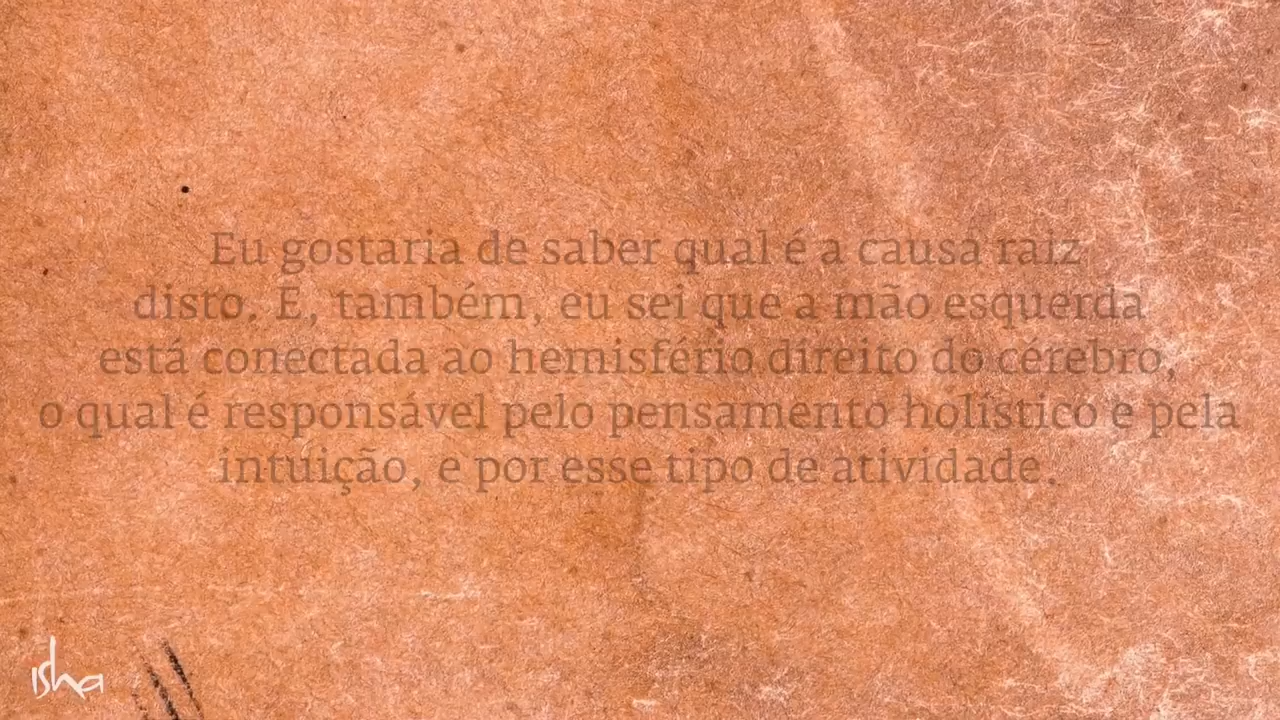 Eu gostaria de saber qual é a causa raiz
disto. E, também, eu sei que a mão esquerda
está conectada ao hemisfério direito do cérebro,
o qual é responsável pelo pensamento holístico e pela
intuição, e por esse tipo de atividade.
isha